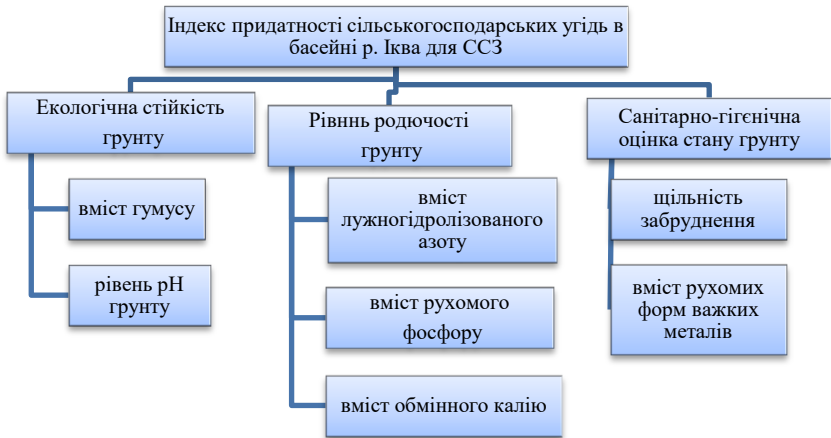 Індекс придатності сільськогосподарських угідь в
басейні р. Іква для ССЗ
Екологічна стійкість
грунту
вміст гумусу
рівень рН
грунту
Рівннь родючості
грунту
вміст
лужногідролізованого
азоту
вміст рухомого
фосфору
вміст обмінного калію
Санітарно-гігєнічна
оцінка стану грунту
щільність
забруднення
вміст рухомих
форм важких
металів